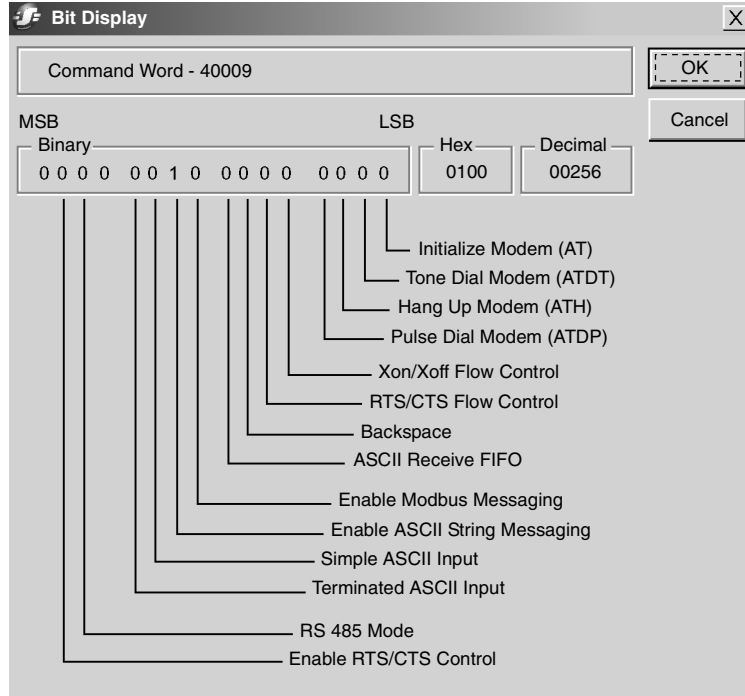 Bit Display
X
Command Word - 40009
OK
MSB
LSB
Cancel
Binary
Hex
Decimal
0 0 0 0 0 0 1 0 0 0 0 0 0 0 0 0
0100
00256
Initialize Modem (AT)
Tone Dial Modem (ATDT)
Hang Up Modem (ATH)
Pulse Dial Modem (ATDP)
Xon/Xoff Flow Control
RTS/CTS Flow Control
Backspace
ASCII Receive FIFO
Enable Modbus Messaging
Enable ASCII String Messaging
Simple ASCII Input
Terminated ASCII Input
RS 485 Mode
Enable RTS/CTS Control